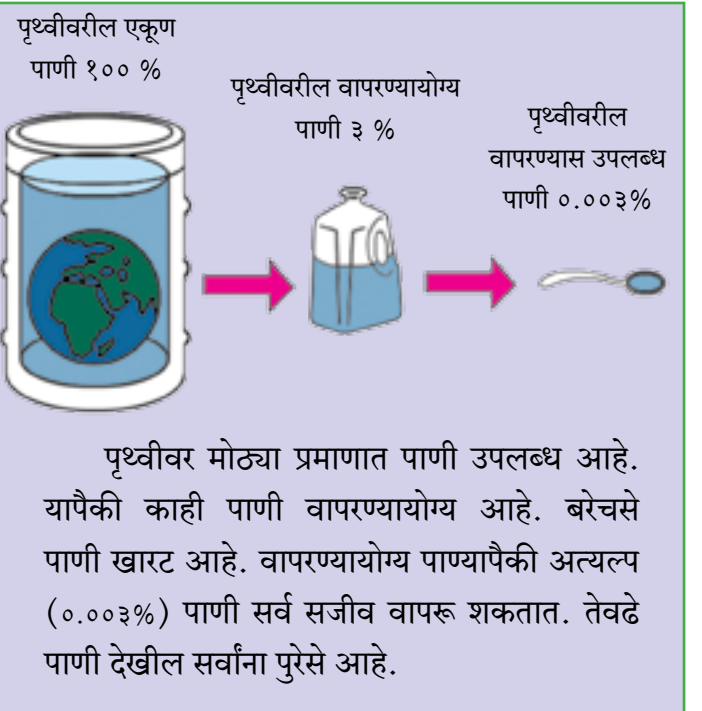 पृथ्वीवरील एकूण
पाणी १०० %
पृथ्वीवरील वापरण्यायोग्य
पाणी ३ %
पृथ्वीवरील
वापरण्यास उपलब्ध
पाणी ०.००३%
पृथ्वीवर मोठ्या प्रमाणात पाणी उपलब्ध आहे.
यापैकी काही पाणी वापरण्यायोग्य आहे. बरेचसे
पाणी खारट आहे. वापरण्यायोग्य पाण्यापैकी अत्यल्प
(०.००३%) पाणी सर्व सजीव वापरू शकतात. तेवढे
पाणी देखील सर्वांना पुरेसे आहे.